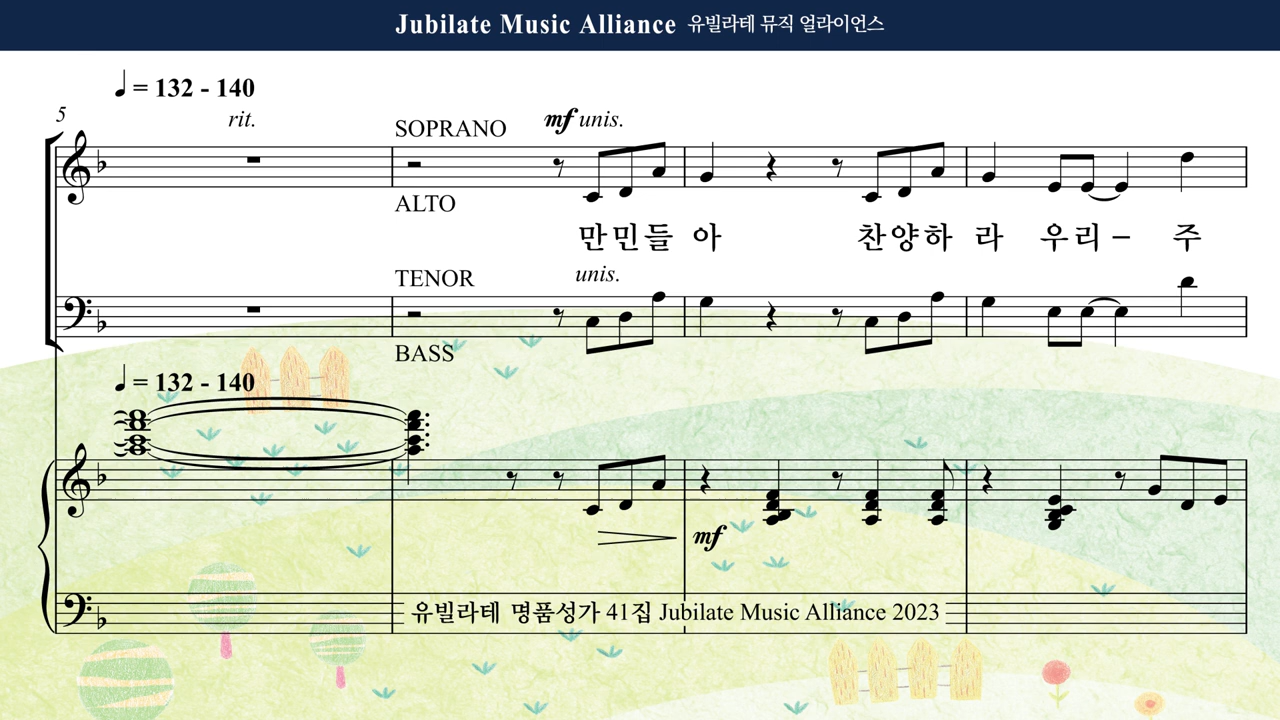 Jubilate Music Alliance 유빌라테 뮤직 얼라이언스
♩ = 132 - 140
5
rit.
SOPRANO
mf unis.
ALTO
만민들 아 찬양하 라 우리– 주
TENOR
unis.
BASS
♩ = 132 - 140
mf
유빌라테 명품성가 41집 Jubilate Music Alliance 2023